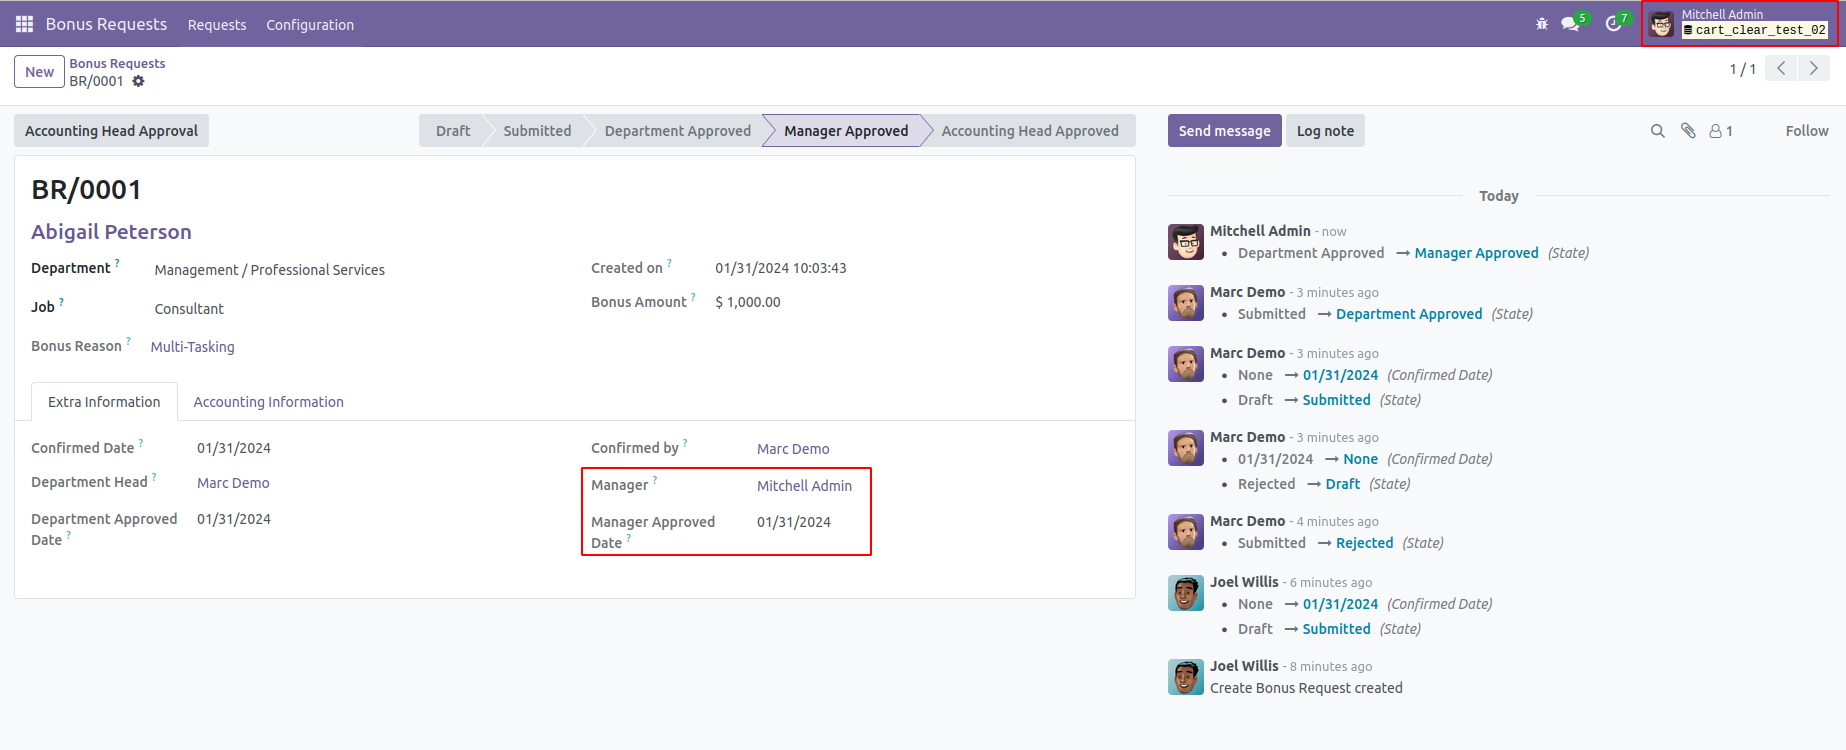 Bonus Requests Requests Configuration 5 7 Mitchell Admin
cart_clear_test_02
New Bonus Requests
BR/0001
1 / 1
Accounting Head Approval Draft Submitted Department Approved Manager Approved Accounting Head Approved
Send message Log note 1 Follow
BR/0001
Abigail Peterson
Department ? Management / Professional Services
Job ? Consultant
Bonus Reason ? Multi-Tasking
Created on ? 01/31/2024 10:03:43
Bonus Amount ? $ 1,000.00
Extra Information Accounting Information
Confirmed Date ? 01/31/2024
Department Head ? Marc Demo
Department Approved 01/31/2024
Date ?
Confirmed by ? Marc Demo
Manager ? Mitchell Admin
Manager Approved 01/31/2024
Date ?
Today
Mitchell Admin - now
• Department Approved → Manager Approved (State)
Marc Demo - 3 minutes ago
• Submitted → Department Approved (State)
Marc Demo - 3 minutes ago
• None → 01/31/2024 (Confirmed Date)
• Draft → Submitted (State)
Marc Demo - 3 minutes ago
• 01/31/2024 → None (Confirmed Date)
• Rejected → Draft (State)
Marc Demo - 4 minutes ago
• Submitted → Rejected (State)
Joel Willis - 6 minutes ago
• None → 01/31/2024 (Confirmed Date)
• Draft → Submitted (State)
Joel Willis - 8 minutes ago
Create Bonus Request created